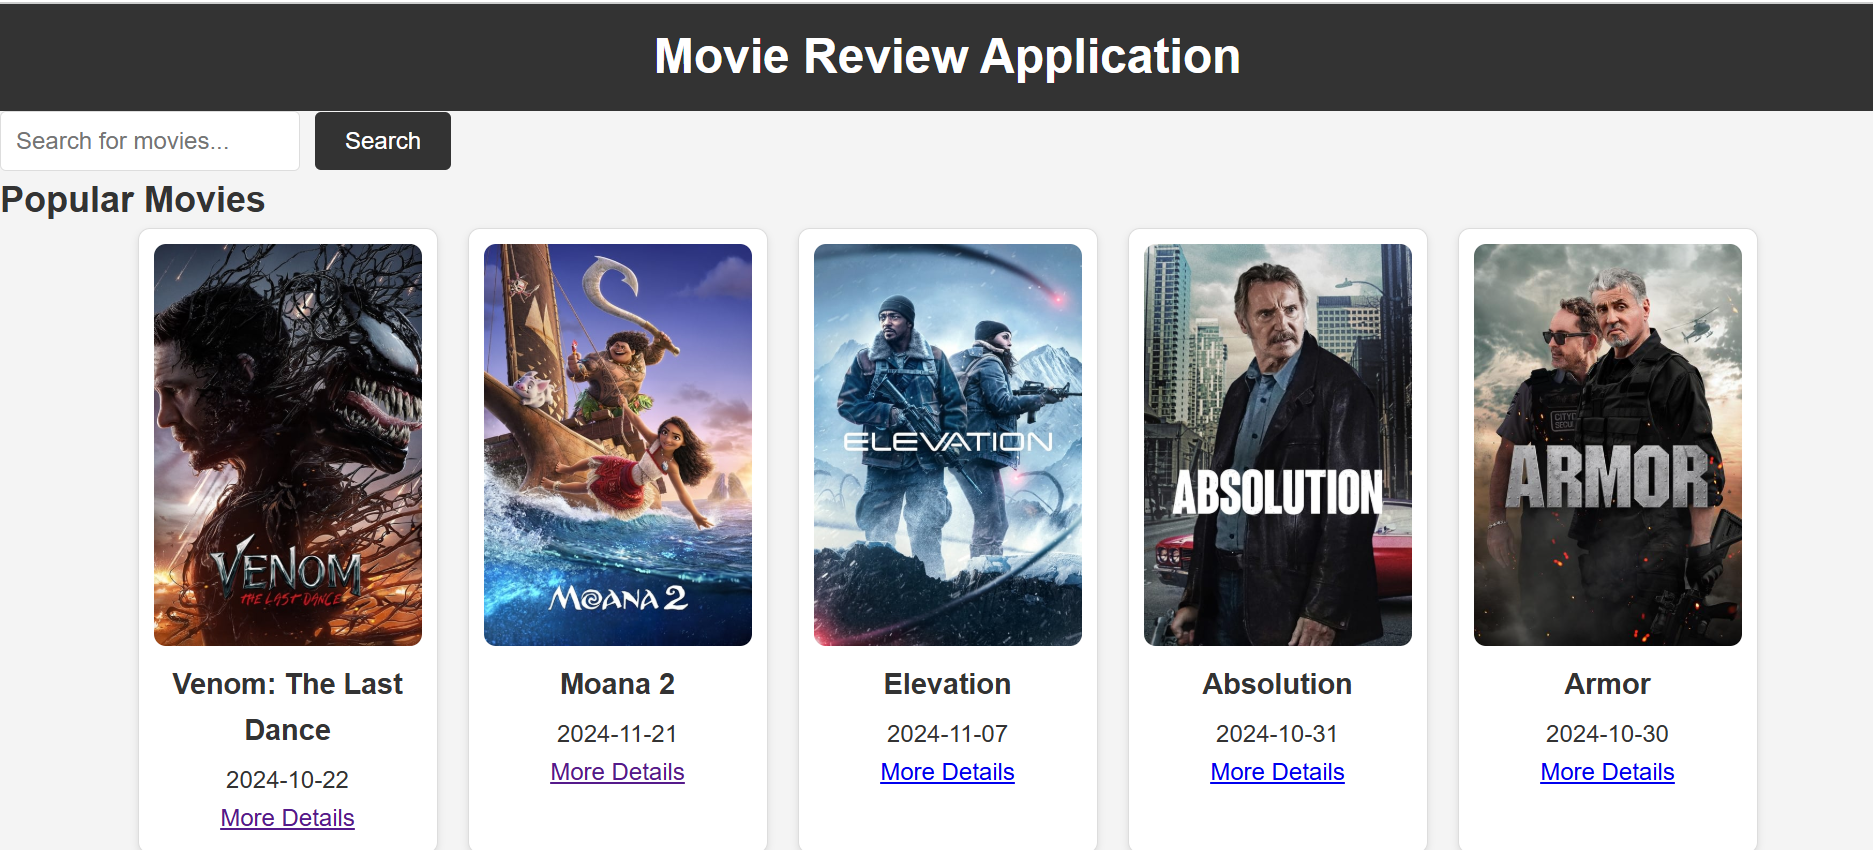 Movie Review Application
Search for movies...
Search
Popular Movies
VENOM
THE LAST DANCE
MOANA 2
ELEVATION
ABSOLUTION
CITY
SECU
ARMOR
Venom: The Last
Dance
2024-10-22
More Details
Moana 2
2024-11-21
More Details
Elevation
2024-11-07
More Details
Absolution
2024-10-31
More Details
Armor
2024-10-30
More Details